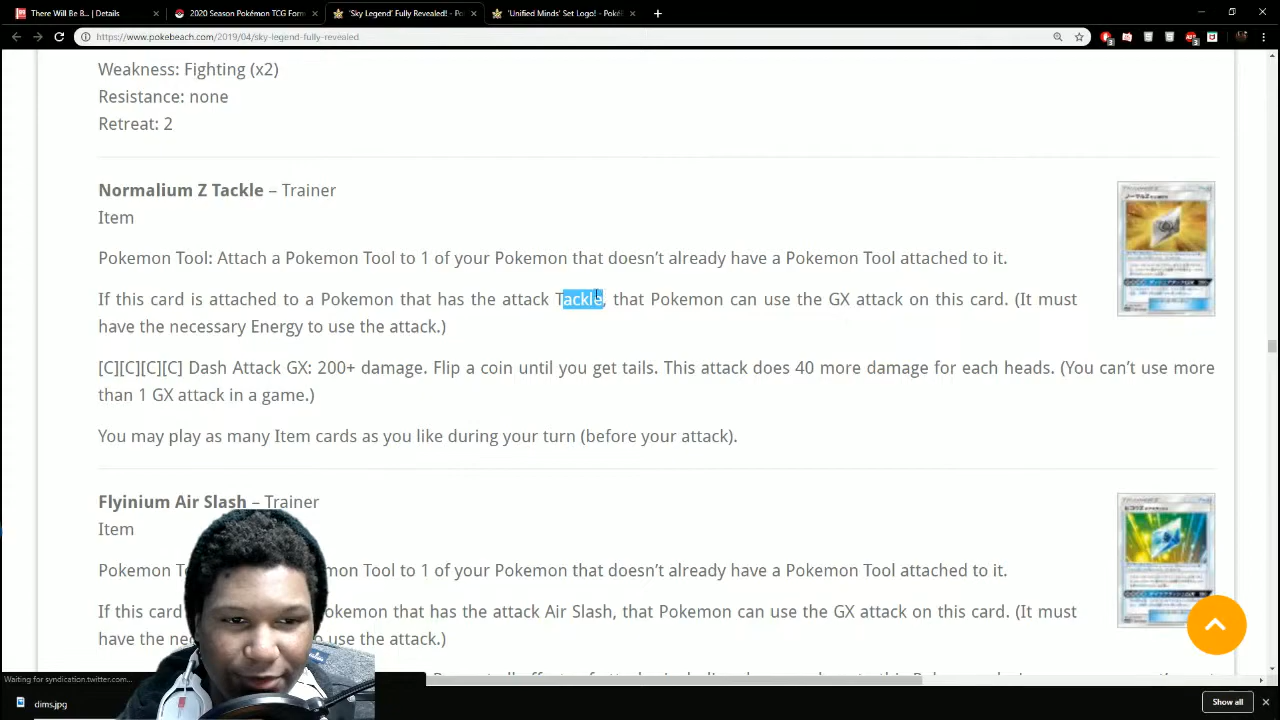 There Will Be B... | Details
2020 Season Pokémon TCG Form
'Sky Legend' Fully Revealed! - Po
'Unified Minds' Set Logo! - Poké
https://www.pokebeach.com/2019/04/sky-legend-fully-revealed
Weakness: Fighting (x2)
Resistance: none
Retreat: 2
Normalium Z Tackle – Trainer
Item
Pokemon Tool: Attach a Pokemon Tool to 1 of your Pokemon that doesn't already have a Pokemon Tool attached to it.
If this card is attached to a Pokemon that has the attack Tackle, that Pokemon can use the GX attack on this card. (It must
have the necessary Energy to use the attack.)
[C][C][C][C] Dash Attack GX: 200+ damage. Flip a coin until you get tails. This attack does 40 more damage for each heads. (You can't use more
than 1 GX attack in a game.)
You may play as many Item cards as you like during your turn (before your attack).
Flyinium Air Slash – Trainer
Item
Pokemon T mon Tool to 1 of your Pokemon that doesn't already have a Pokemon Tool attached to it.
If this card okemon that has the attack Air Slash, that Pokemon can use the GX attack on this card. (It must
have the nec o use the attack.)
Waiting for syndication.twitter.com...
dims.jpg
Show all